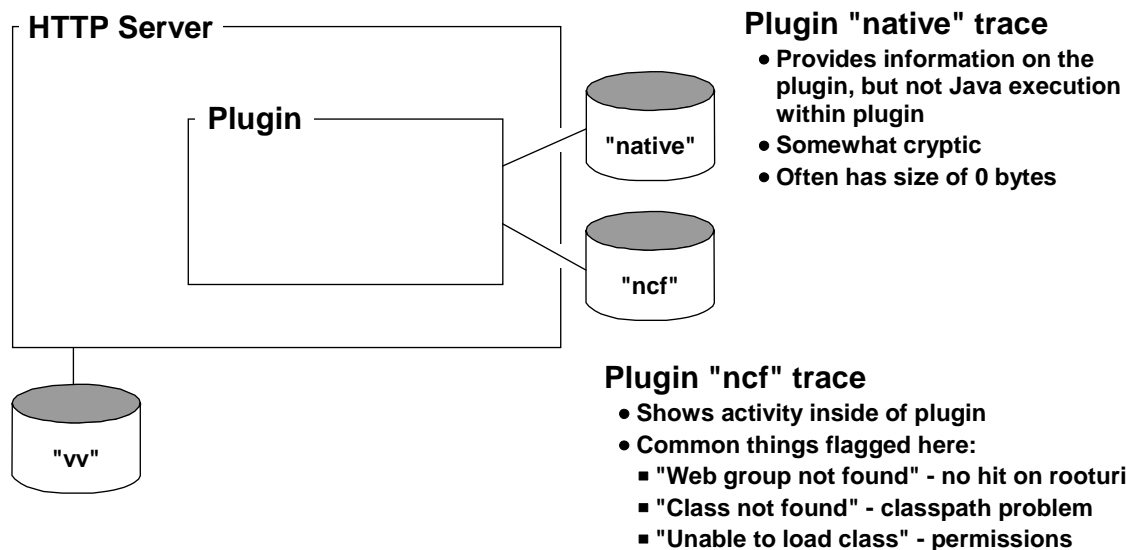 HTTP Server
Plugin
"native"
"ncf"
"vv"
Plugin "native" trace
• Provides information on the
plugin, but not Java execution
within plugin
• Somewhat cryptic
• Often has size of 0 bytes
Plugin "ncf" trace
• Shows activity inside of plugin
• Common things flagged here:
▪ "Web group not found" - no hit on rooturi
▪ "Class not found" - classpath problem
▪ "Unable to load class" - permissions